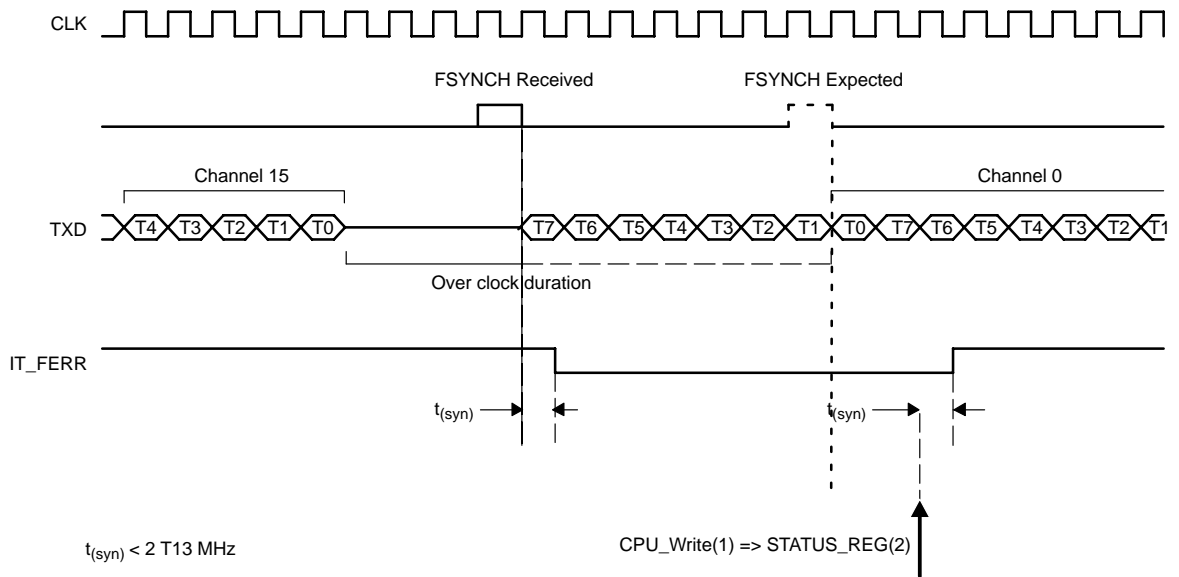 CLK
FSYNCH Received FSYNCH Expected
Channel 15 Channel 0
TXD T4 T3 T2 T1 T0 T7 T6 T5 T4 T3 T2 T1 T0 T7 T6 T5 T4 T3 T2 T1
Over clock duration
IT_FERR
t(syn) t(syn)
t(syn) < 2 T13 MHz CPU_Write(1) => STATUS_REG(2)